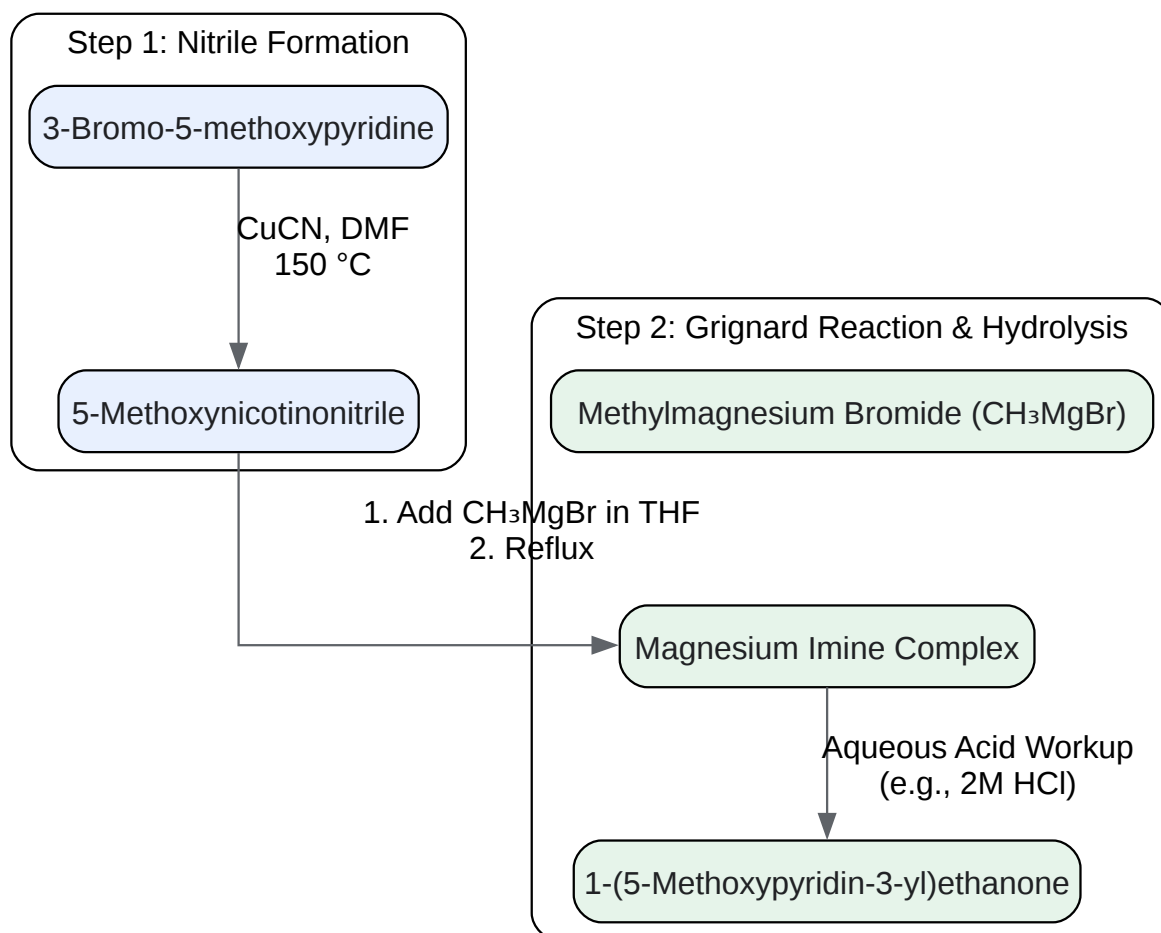 Step 1: Nitrile Formation
3-Bromo-5-methoxypyridine
CuCN, DMF
150 °C
5-Methoxynicotinonitrile
Step 2: Grignard Reaction & Hydrolysis
Methylmagnesium Bromide (CH₃MgBr)
1. Add CH₃MgBr in THF
2. Reflux
Magnesium Imine Complex
Aqueous Acid Workup
(e.g., 2M HCl)
1-(5-Methoxypyridin-3-yl)ethanone